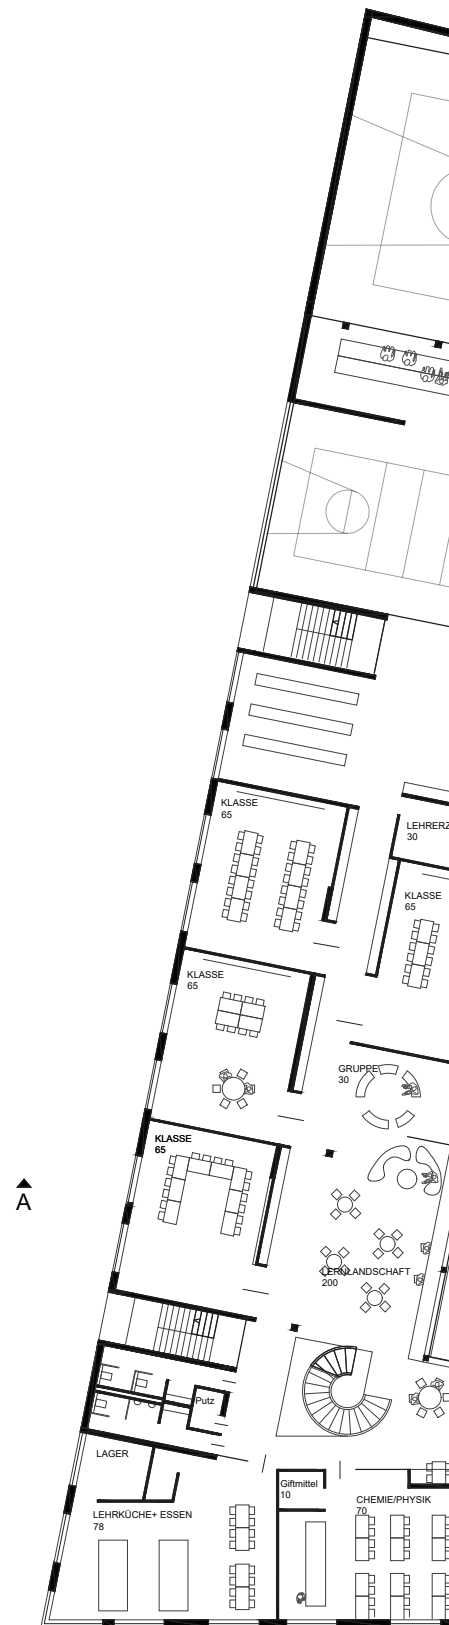 KLASSE
65
LEHRERZ
30
KLASSE
65
KLASSE
65
GRUPPE
30
KLASSE
65
A
LERNLANDSCHAFT
200
Putz
LAGER
Giftmittel
10
CHEMIE/PHYSIK
70
LEHRKÜCHE+ ESSEN
78